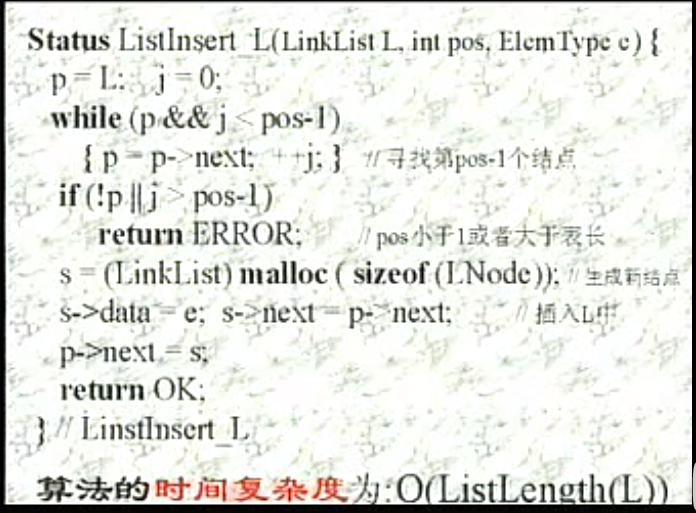 Status ListInsert_L(LinkList L, int pos, ElemType e) {
p = L; j = 0;
while (p && j < pos-1)
{ p = p->next; ++j; } // 寻找第pos-1个结点
if (!p || j > pos-1)
return ERROR; // pos小于1或者大于表长
s = (LinkList) malloc ( sizeof (LNode)); // 生成新结点
s->data = e; s->next = p->next; // 插入L中
p->next = s;
return OK;
} // LinstInsert_L
算法的时间复杂度为:O(ListLength(L))